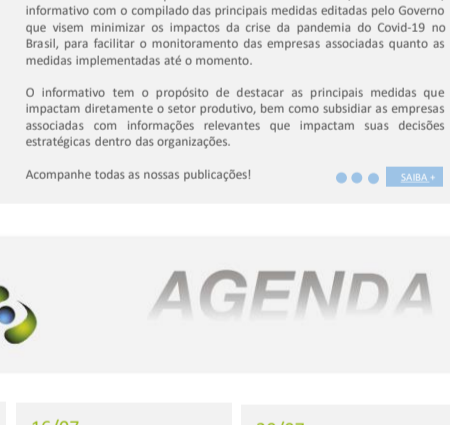 informativo com o compilado das principais medidas editadas pelo Governo
que visem minimizar os impactos da crise da pandemia do Covid-19 no
Brasil, para facilitar o monitoramento das empresas associadas quanto as
medidas implementadas até o momento.
O informativo tem o propósito de destacar as principais medidas que
impactam diretamente o setor produtivo, bem como subsidiar as empresas
associadas com informações relevantes que impactam suas decisões
estratégicas dentro das organizações.
Acompanhe todas as nossas publicações!
SAIBA +
AGENDA
16/07